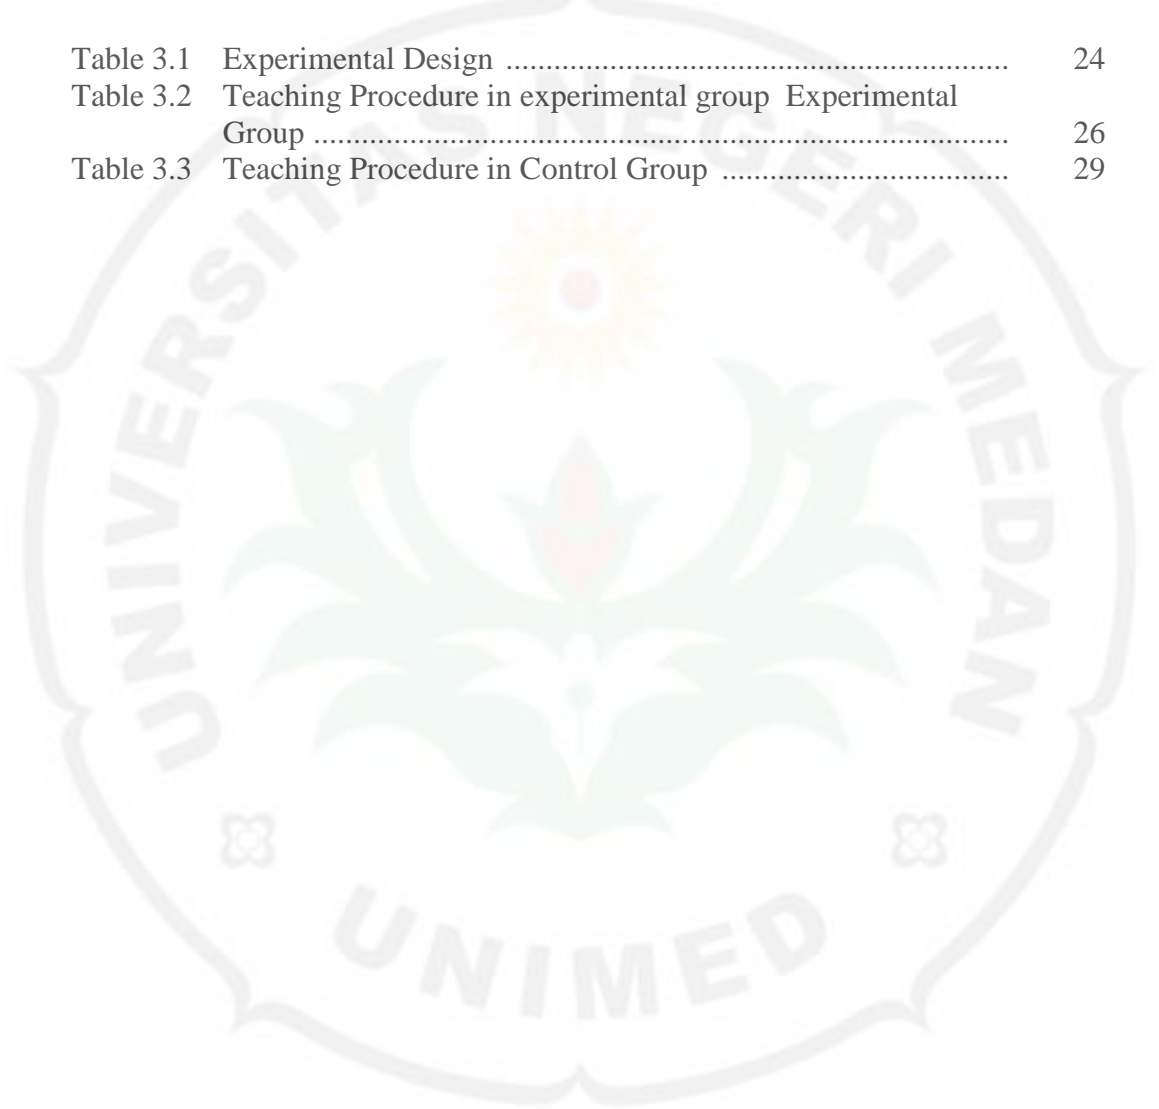 Table 3.1 Experimental Design ............................................................... 24
Table 3.2 Teaching Procedure in experimental group Experimental
Group ....................................................................................... 26
Table 3.3 Teaching Procedure in Control Group .................................... 29
UNIVERSITAS NEGERI MEDAN
UNIMED